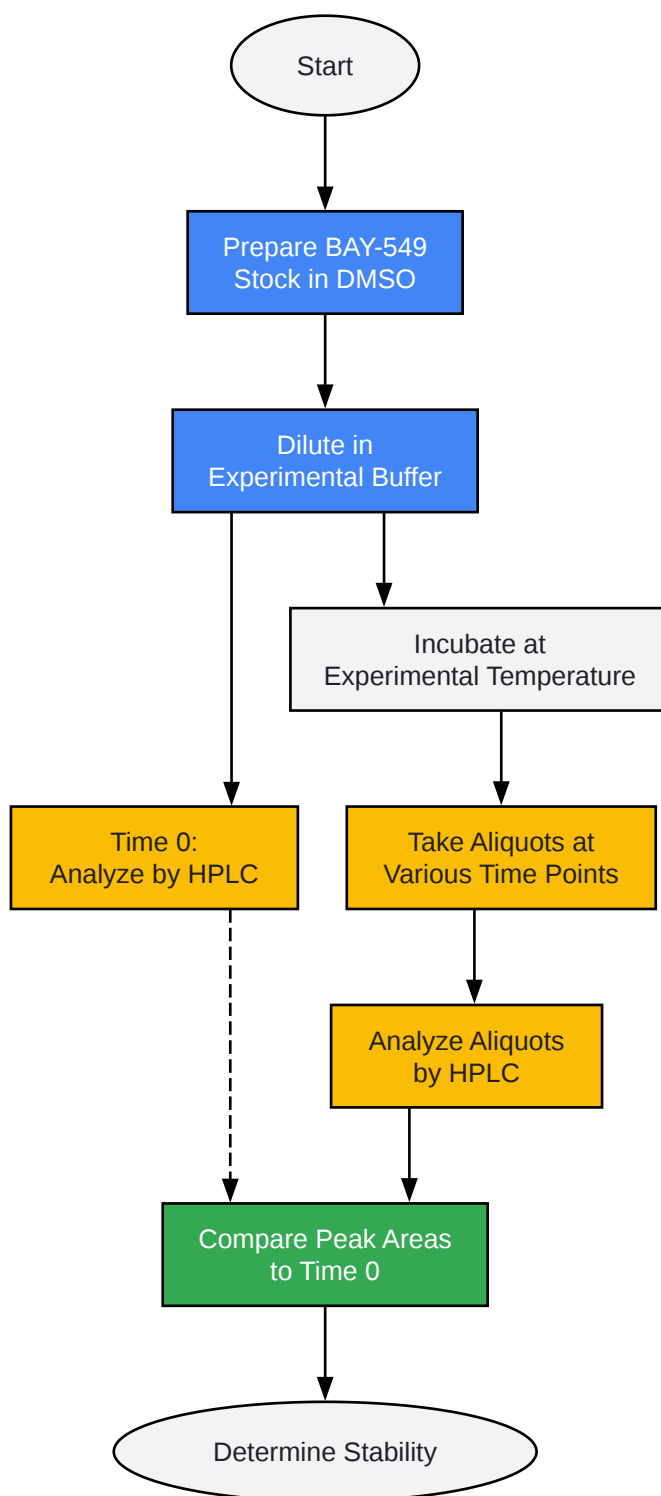 Start
Prepare BAY-549
Stock in DMSO
Dilute in
Experimental Buffer
Incubate at
Experimental Temperature
Time 0:
Analyze by HPLC
Take Aliquots at
Various Time Points
Analyze Aliquots
by HPLC
Compare Peak Areas
to Time 0
Determine Stability